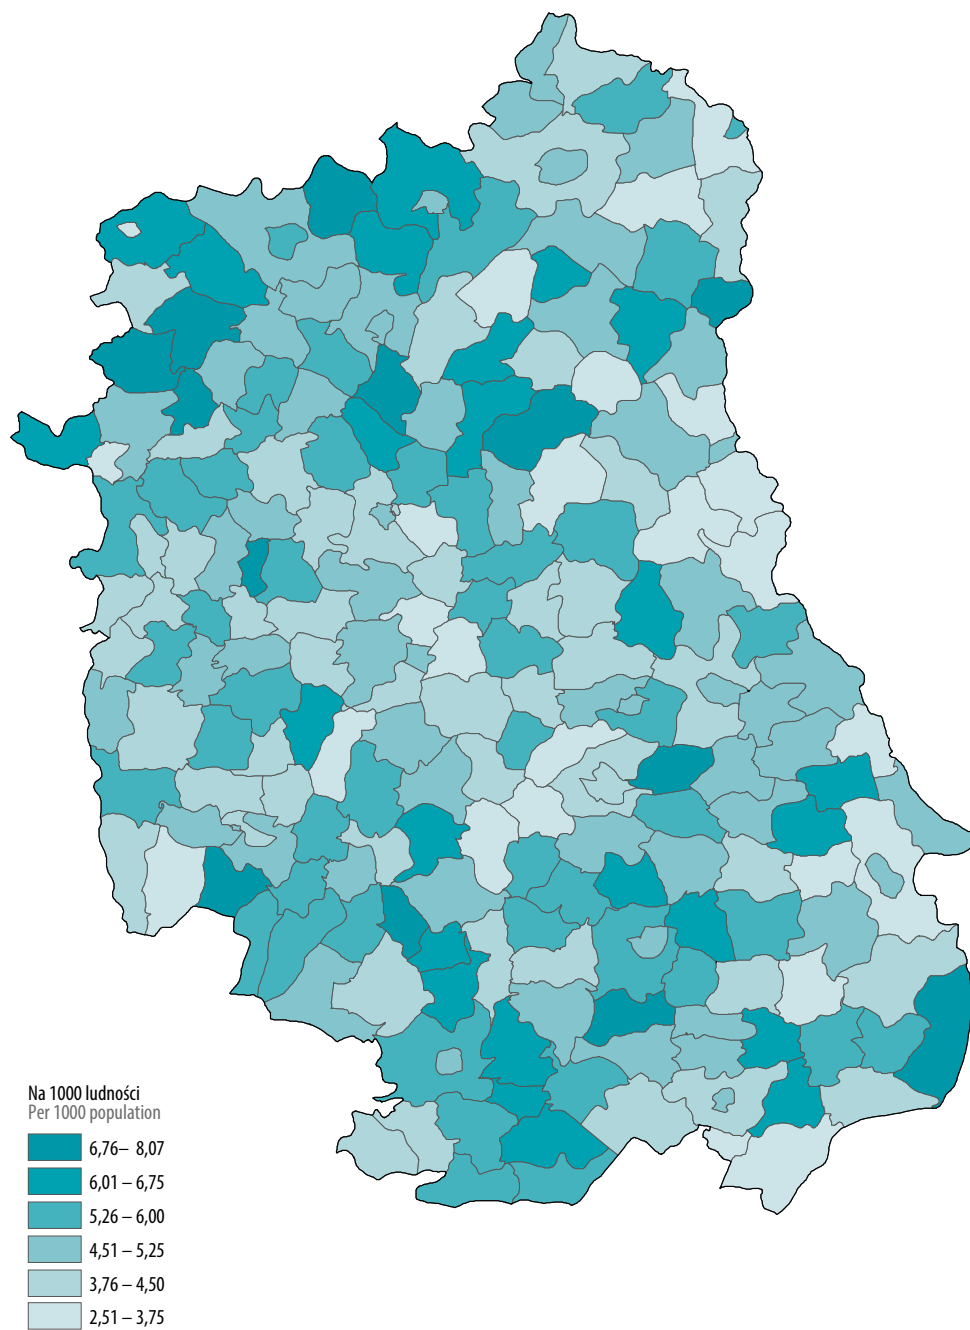 Na 1000 ludności
Per 1000 population
6,76– 8,07
6,01 – 6,75
5,26 – 6,00
4,51 – 5,25
3,76 – 4,50
2,51 – 3,75